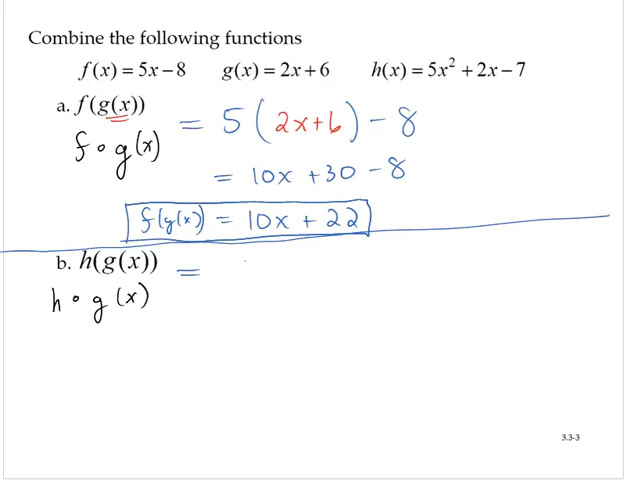 Combine the following functions
f(x) = 5x − 8 g(x) = 2x + 6 h(x) = 5x² + 2x − 7
a. f(g(x)) = 5(2x+6) − 8
f ∘ g(x)
= 10x + 30 − 8
f(g(x)) = 10x + 22
b. h(g(x)) =
h ∘ g(x)
3.3-3